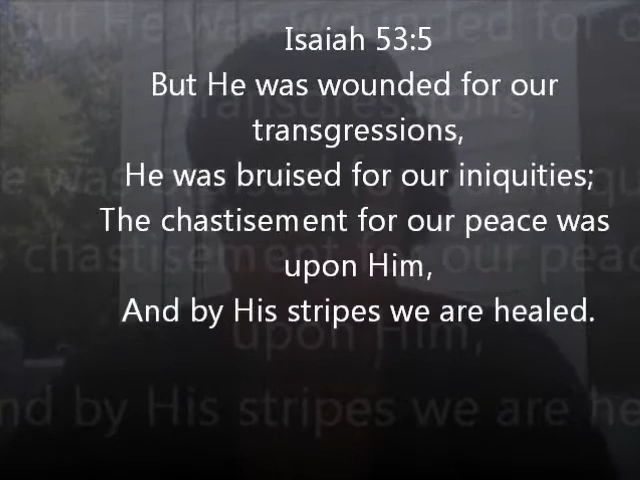 Isaiah 53:5
But He was wounded for our
transgressions,
He was bruised for our iniquities;
The chastisement for our peace was
upon Him,
And by His stripes we are healed.